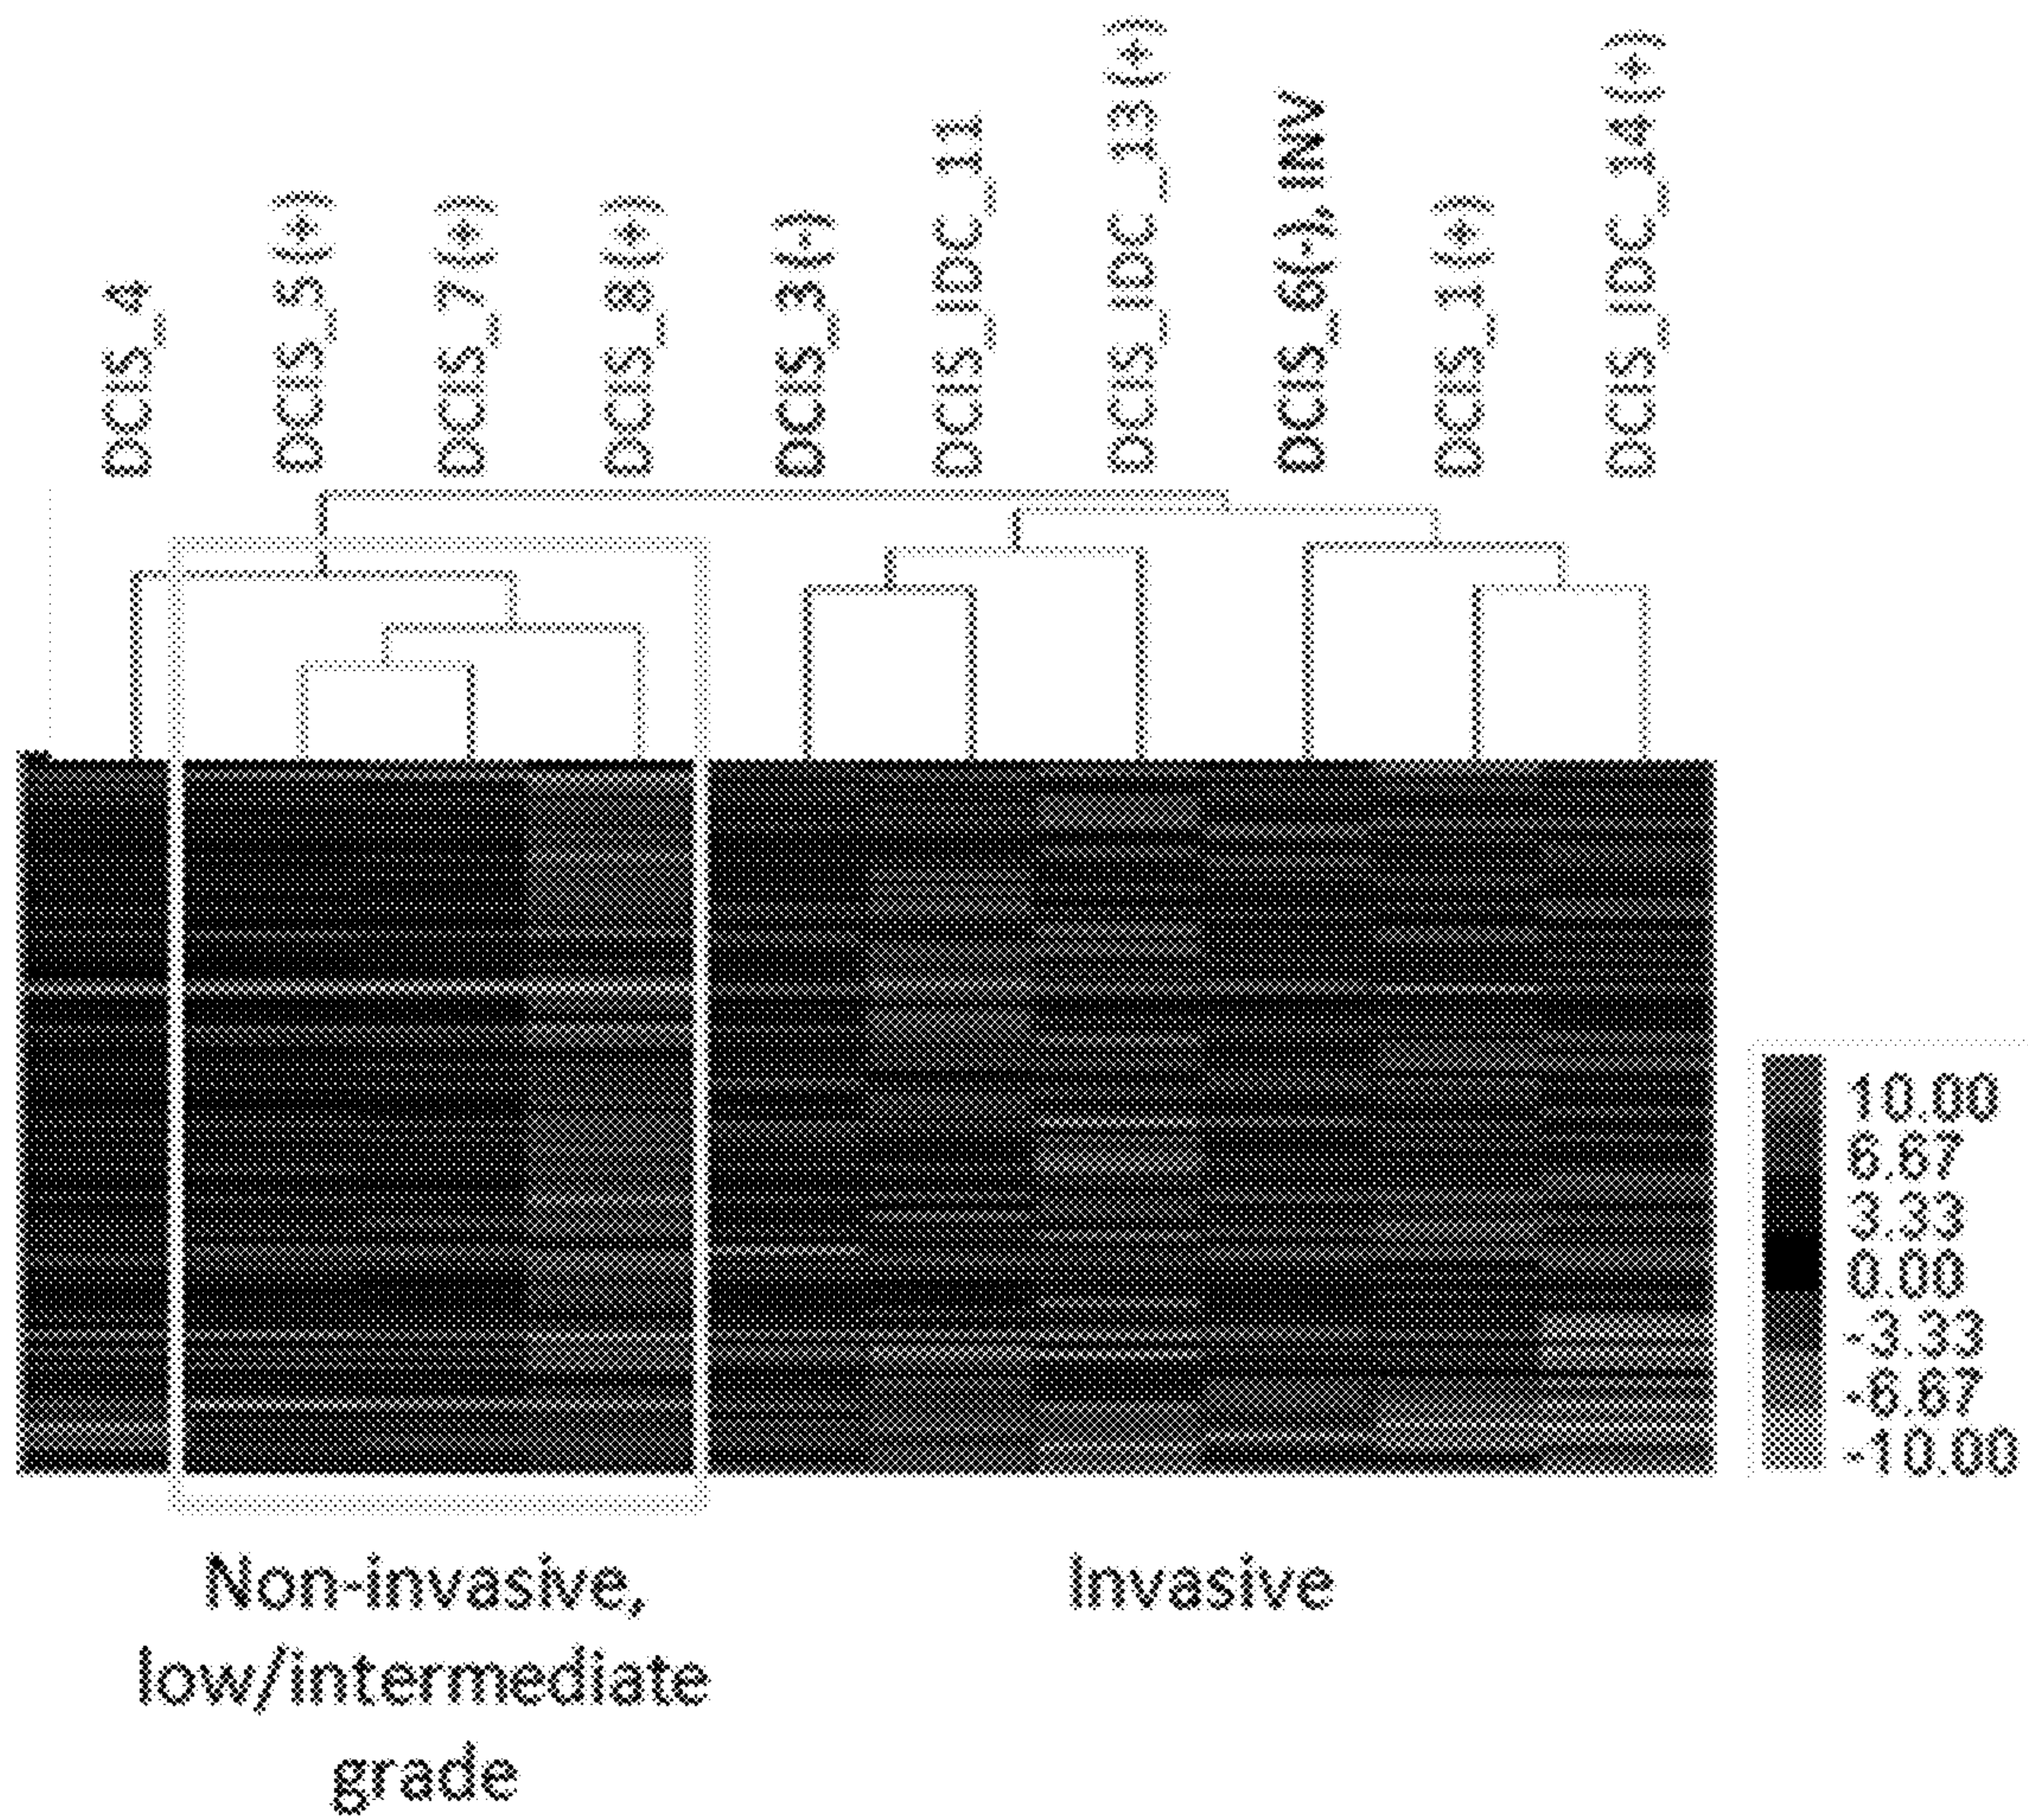 DCIS_4
DCIS_5(+)
DCIS_7(+)
DCIS_8(+)
DCIS_3(-)
DCIS_IDC_11
DCIS_IDC_13(+)
DCIS_6(-), INV
DCIS_1(+)
DCIS_IDC_14(+)
10.00
6.67
3.33
0.00
-3.33
-6.67
-10.00
Non-invasive,
low/intermediate
grade
Invasive